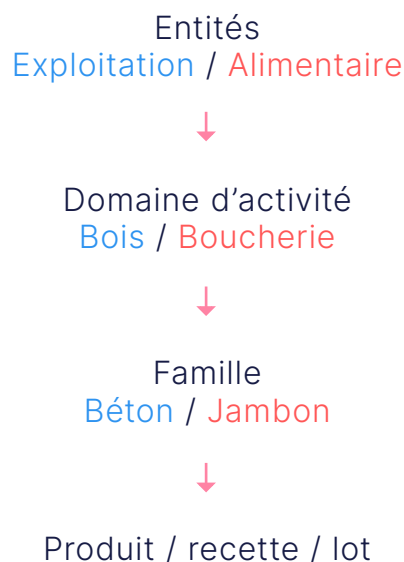 Entités
Exploitation / Alimentaire
Domaine d’activité
Bois / Boucherie
Famille
Béton / Jambon
Produit / recette / lot